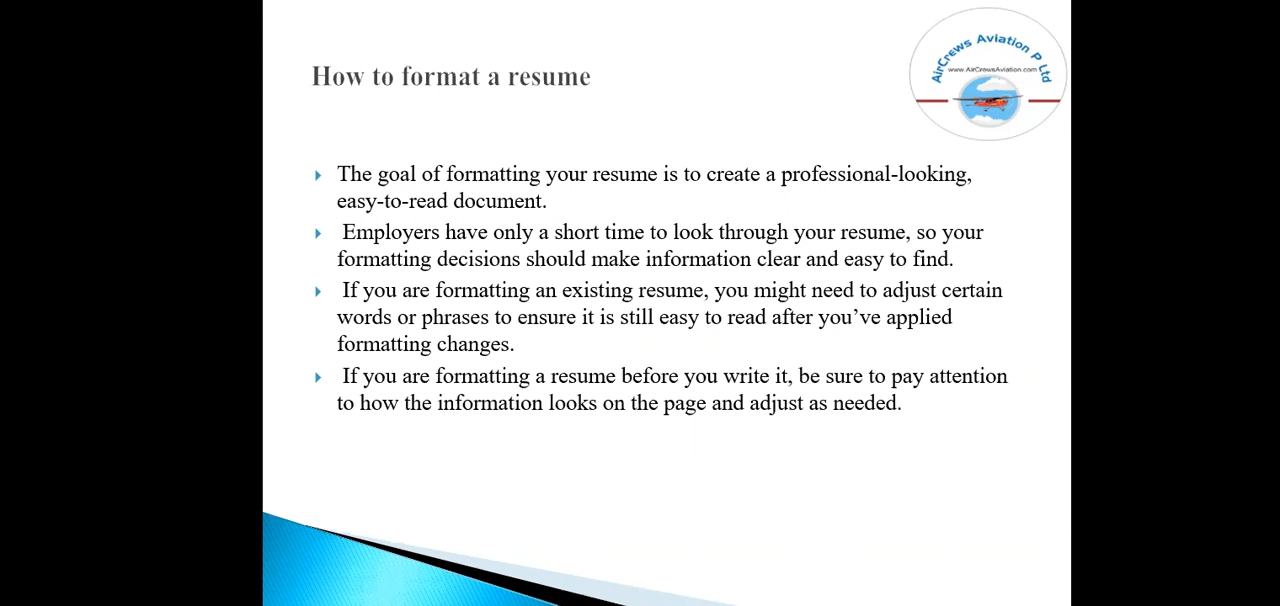 AirCrews Aviation P Ltd
www.AirCrewsAviation.com
How to format a resume
The goal of formatting your resume is to create a professional-looking,
easy-to-read document.
Employers have only a short time to look through your resume, so your
formatting decisions should make information clear and easy to find.
If you are formatting an existing resume, you might need to adjust certain
words or phrases to ensure it is still easy to read after you’ve applied
formatting changes.
If you are formatting a resume before you write it, be sure to pay attention
to how the information looks on the page and adjust as needed.